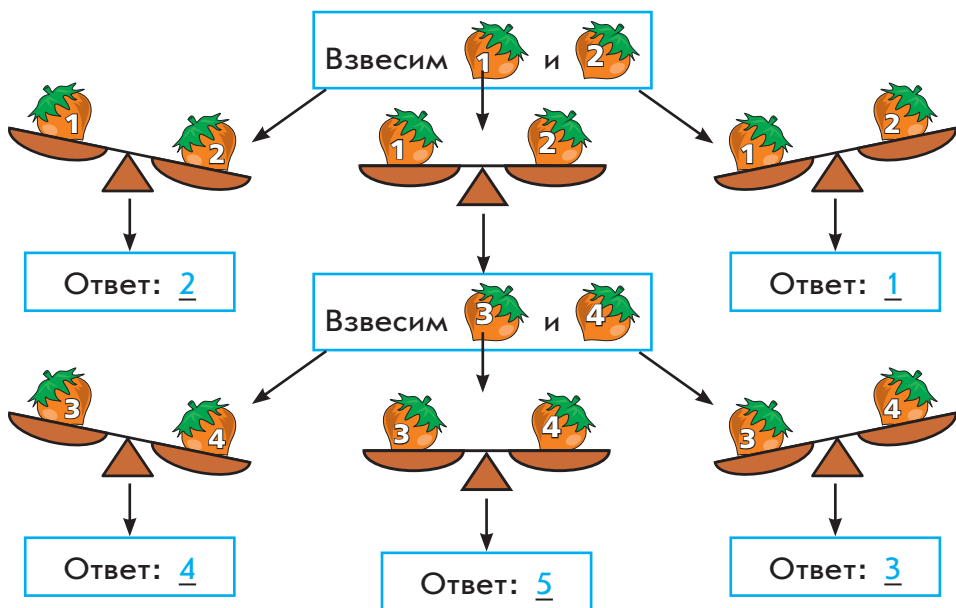 Взвесим 1 и 2
1 2
1 2
1 2
Ответ: 2
Ответ: 1
Взвесим 3 и 4
3 4
3 4
3 4
Ответ: 4
Ответ: 5
Ответ: 3